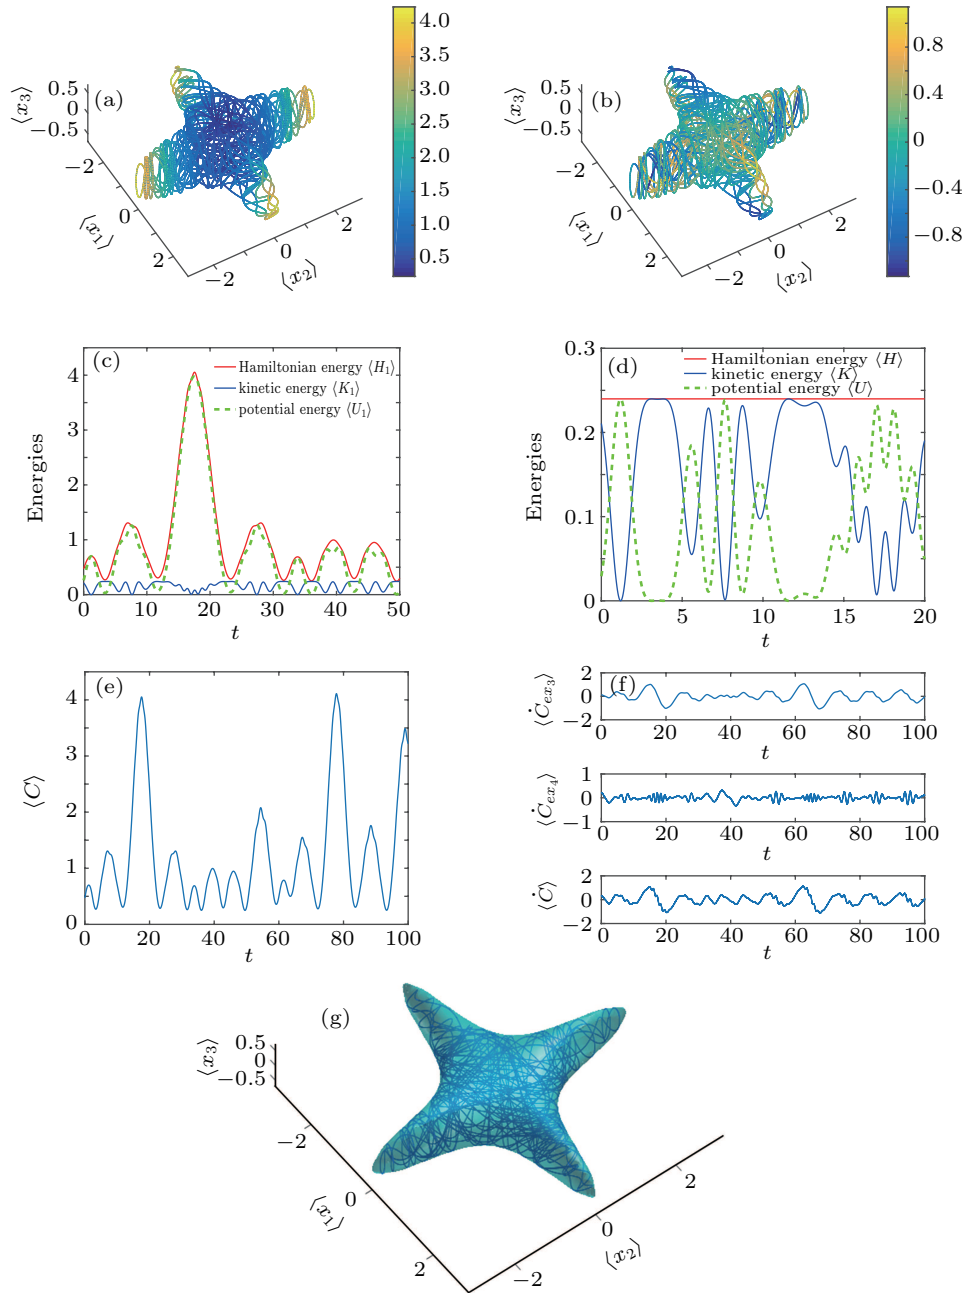 (a)
⟨x3⟩
0.5
0
−0.5
−2
0
2
⟨x1⟩
−2
0
2
⟨x2⟩
4.0
3.5
3.0
2.5
2.0
1.5
1.0
0.5
(b)
⟨x3⟩
0.5
0
−0.5
−2
0
2
⟨x1⟩
−2
0
2
⟨x2⟩
0.8
0.4
0
−0.4
−0.8
(c)
Hamiltonian energy ⟨H1⟩
kinetic energy ⟨K1⟩
potential energy ⟨U1⟩
Energies
4
3
2
1
0
0 10 20 30 40 50
t
(d)
Hamiltonian energy ⟨H⟩
kinetic energy ⟨K⟩
potential energy ⟨U⟩
Energies
0.3
0.2
0.1
0
0 5 10 15 20
t
(e)
⟨C⟩
5
4
3
2
1
0
0 20 40 60 80 100
t
(f)
⟨Ċex3⟩
2
0
−2
0 20 40 60 80 100
t
⟨Ċex4⟩
1
0
−1
0 20 40 60 80 100
t
⟨Ċ⟩
2
0
−2
0 20 40 60 80 100
t
(g)
⟨x3⟩
0.5
0
−0.5
−2
0
2
⟨x1⟩
−2
0
2
⟨x2⟩